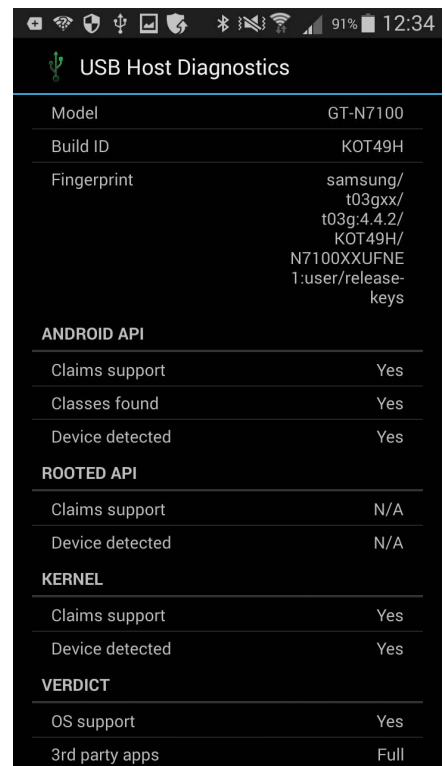 91% 12:34
USB Host Diagnostics
Model GT-N7100
Build ID KOT49H
Fingerprint samsung/
t03gxx/
t03g:4.4.2/
KOT49H/
N7100XXUFNE
1:user/release-
keys
ANDROID API
Claims support Yes
Classes found Yes
Device detected Yes
ROOTED API
Claims support N/A
Device detected N/A
KERNEL
Claims support Yes
Device detected Yes
VERDICT
OS support Yes
3rd party apps Full